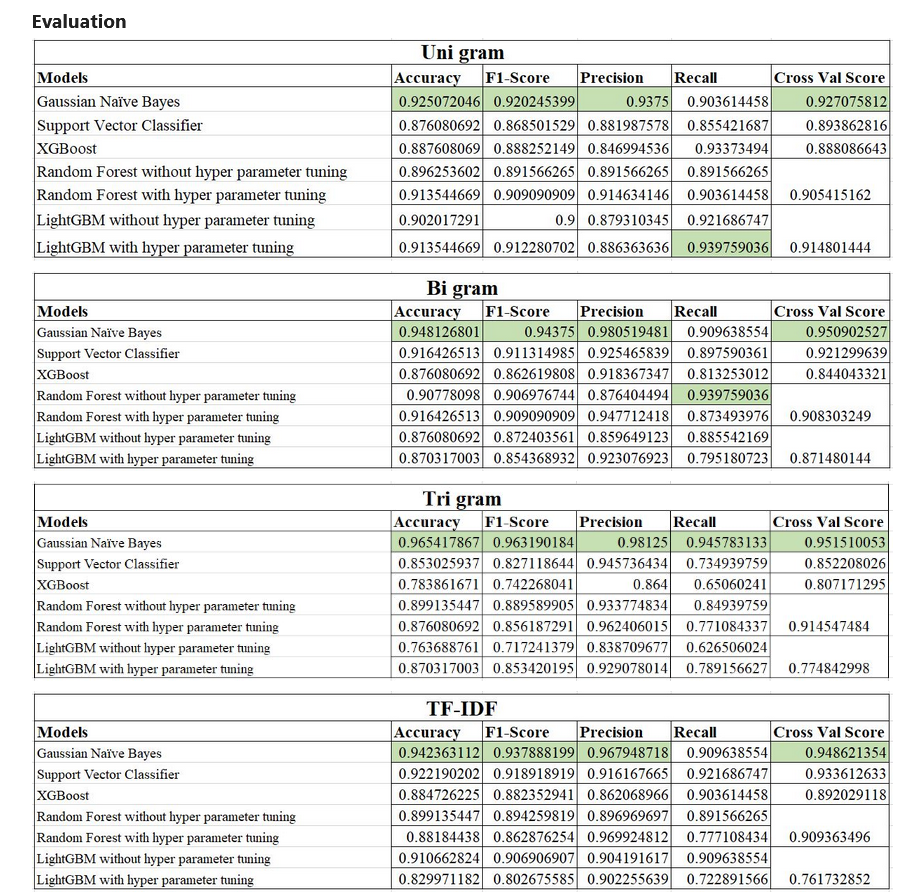 Evaluation
Uni gram
Models Accuracy F1-Score Precision Recall Cross Val Score
Gaussian Naïve Bayes 0.925072046 0.920245399 0.9375 0.903614458 0.927075812
Support Vector Classifier 0.876080692 0.868501529 0.881987578 0.855421687 0.893862816
XGBoost 0.887608069 0.888252149 0.846994536 0.93373494 0.888086643
Random Forest without hyper parameter tuning 0.896253602 0.891566265 0.891566265 0.891566265
Random Forest with hyper parameter tuning 0.913544669 0.909090909 0.914634146 0.903614458 0.905415162
LightGBM without hyper parameter tuning 0.902017291 0.9 0.879310345 0.921686747
LightGBM with hyper parameter tuning 0.913544669 0.912280702 0.886363636 0.939759036 0.914801444
Bi gram
Models Accuracy F1-Score Precision Recall Cross Val Score
Gaussian Naïve Bayes 0.948126801 0.94375 0.980519481 0.909638554 0.950902527
Support Vector Classifier 0.916426513 0.911314985 0.925465839 0.897590361 0.921299639
XGBoost 0.876080692 0.862619808 0.918367347 0.813253012 0.844043321
Random Forest without hyper parameter tuning 0.90778098 0.906976744 0.876404494 0.939759036
Random Forest with hyper parameter tuning 0.916426513 0.909090909 0.947712418 0.873493976 0.908303249
LightGBM without hyper parameter tuning 0.876080692 0.872403561 0.859649123 0.885542169
LightGBM with hyper parameter tuning 0.870317003 0.854368932 0.923076923 0.795180723 0.871480144
Tri gram
Models Accuracy F1-Score Precision Recall Cross Val Score
Gaussian Naïve Bayes 0.965417867 0.963190184 0.98125 0.945783133 0.951510053
Support Vector Classifier 0.853025937 0.827118644 0.945736434 0.734939759 0.852208026
XGBoost 0.783861671 0.742268041 0.864 0.65060241 0.807171295
Random Forest without hyper parameter tuning 0.899135447 0.889589905 0.933774834 0.84939759
Random Forest with hyper parameter tuning 0.876080692 0.856187291 0.962406015 0.771084337 0.914547484
LightGBM without hyper parameter tuning 0.763688761 0.717241379 0.838709677 0.626506024
LightGBM with hyper parameter tuning 0.870317003 0.853420195 0.929078014 0.789156627 0.774842998
TF-IDF
Models Accuracy F1-Score Precision Recall Cross Val Score
Gaussian Naïve Bayes 0.942363112 0.937888199 0.967948718 0.909638554 0.948621354
Support Vector Classifier 0.922190202 0.918918919 0.916167665 0.921686747 0.933612633
XGBoost 0.884726225 0.882352941 0.862068966 0.903614458 0.892029118
Random Forest without hyper parameter tuning 0.899135447 0.894259819 0.896969697 0.891566265
Random Forest with hyper parameter tuning 0.88184438 0.862876254 0.969924812 0.777108434 0.909363496
LightGBM without hyper parameter tuning 0.910662824 0.906906907 0.904191617 0.909638554
LightGBM with hyper parameter tuning 0.829971182 0.802675585 0.902255639 0.722891566 0.761732852